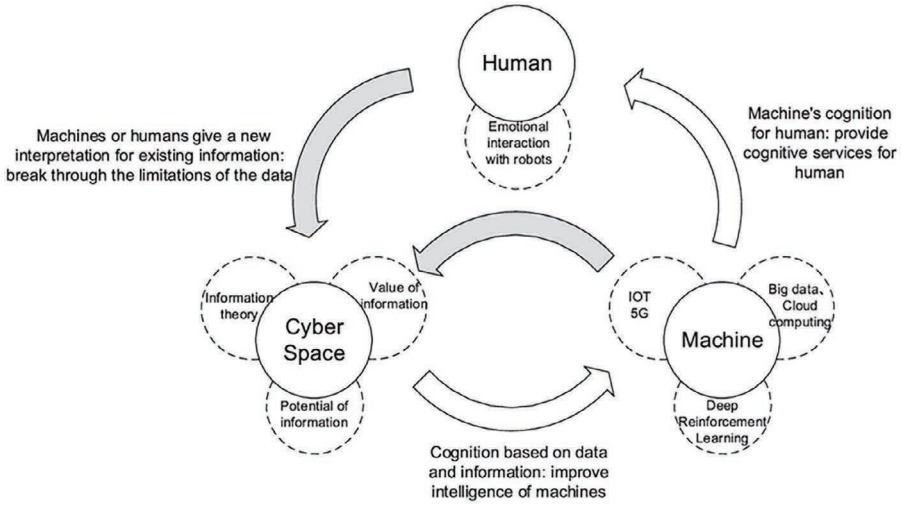 Human
Emotional
interaction
with robots
Machines or humans give a new
interpretation for existing information:
break through the limitations of the data
Machine's cognition
for human: provide
cognitive services for
human
Information
theory
Value of
information
Cyber
Space
Potential of
information
IOT
5G
Big data、
Cloud
computing
Machine
Deep
Reinforcement
Learning
Cognition based on data
and information: improve
intelligence of machines